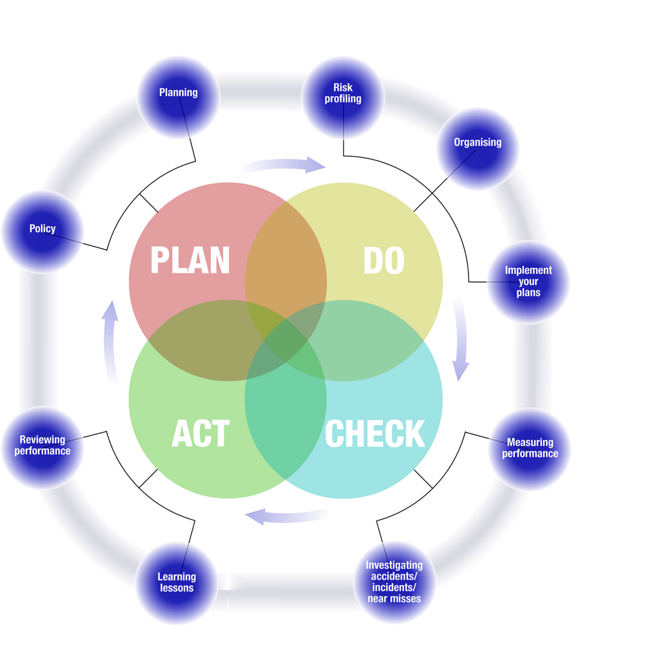 Planning
Risk
profiling
Organising
Policy
PLAN
DO
Implement
your
plans
ACT
CHECK
Reviewing
performance
Measuring
performance
Learning
lessons
Investigating
accidents/
incidents/
near misses